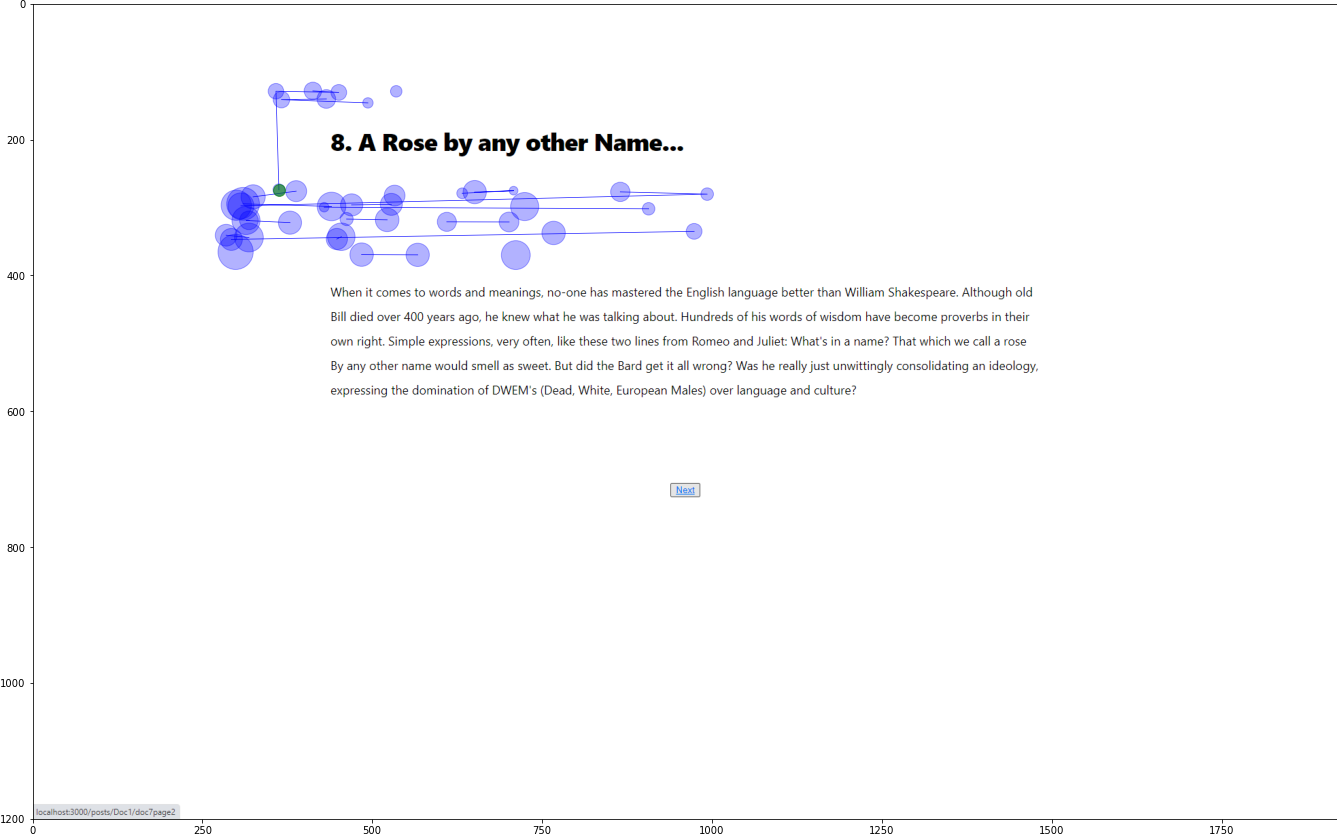 0
200
8. A Rose by any other Name...
400
When it comes to words and meanings, no-one has mastered the English language better than William Shakespeare. Although old
Bill died over 400 years ago, he knew what he was talking about. Hundreds of his words of wisdom have become proverbs in their
own right. Simple expressions, very often, like these two lines from Romeo and Juliet: What's in a name? That which we call a rose
By any other name would smell as sweet. But did the Bard get it all wrong? Was he really just unwittingly consolidating an ideology,
expressing the domination of DWEM's (Dead, White, European Males) over language and culture?
600
Next
800
1000
localhost:3000/posts/Doc1/doc7page2
1200
0 250 500 750 1000 1250 1500 1750